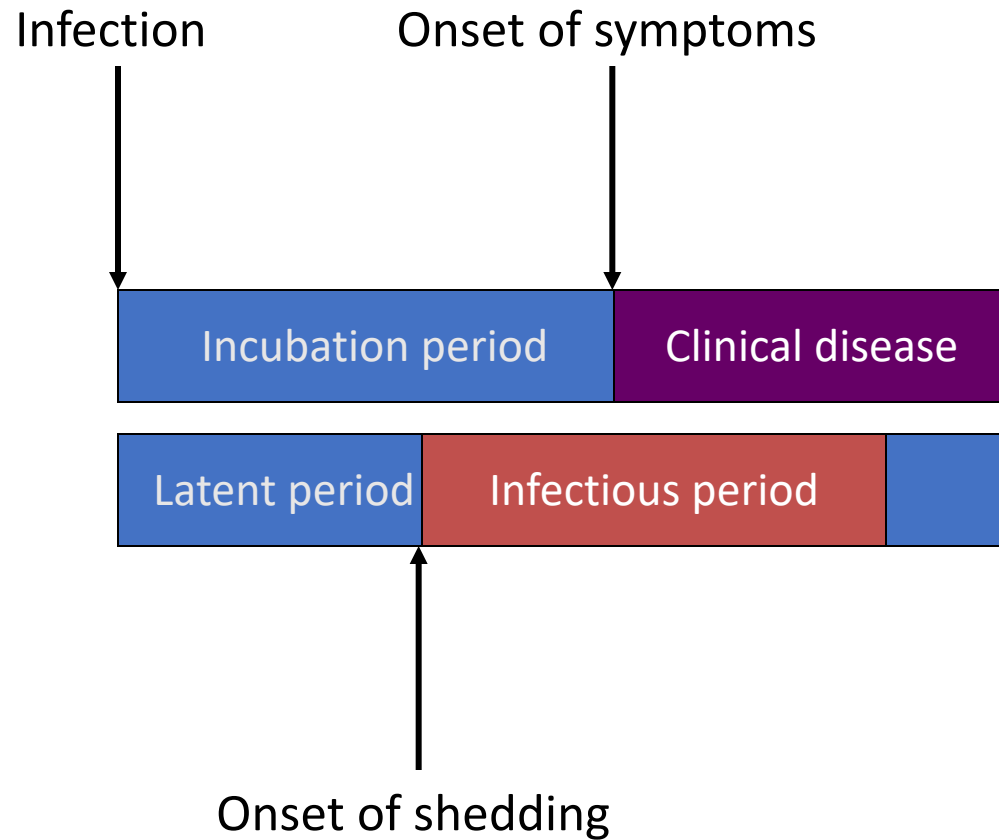 Infection
Onset of symptoms
Incubation period
Clinical disease
Latent period
Infectious period
Onset of shedding